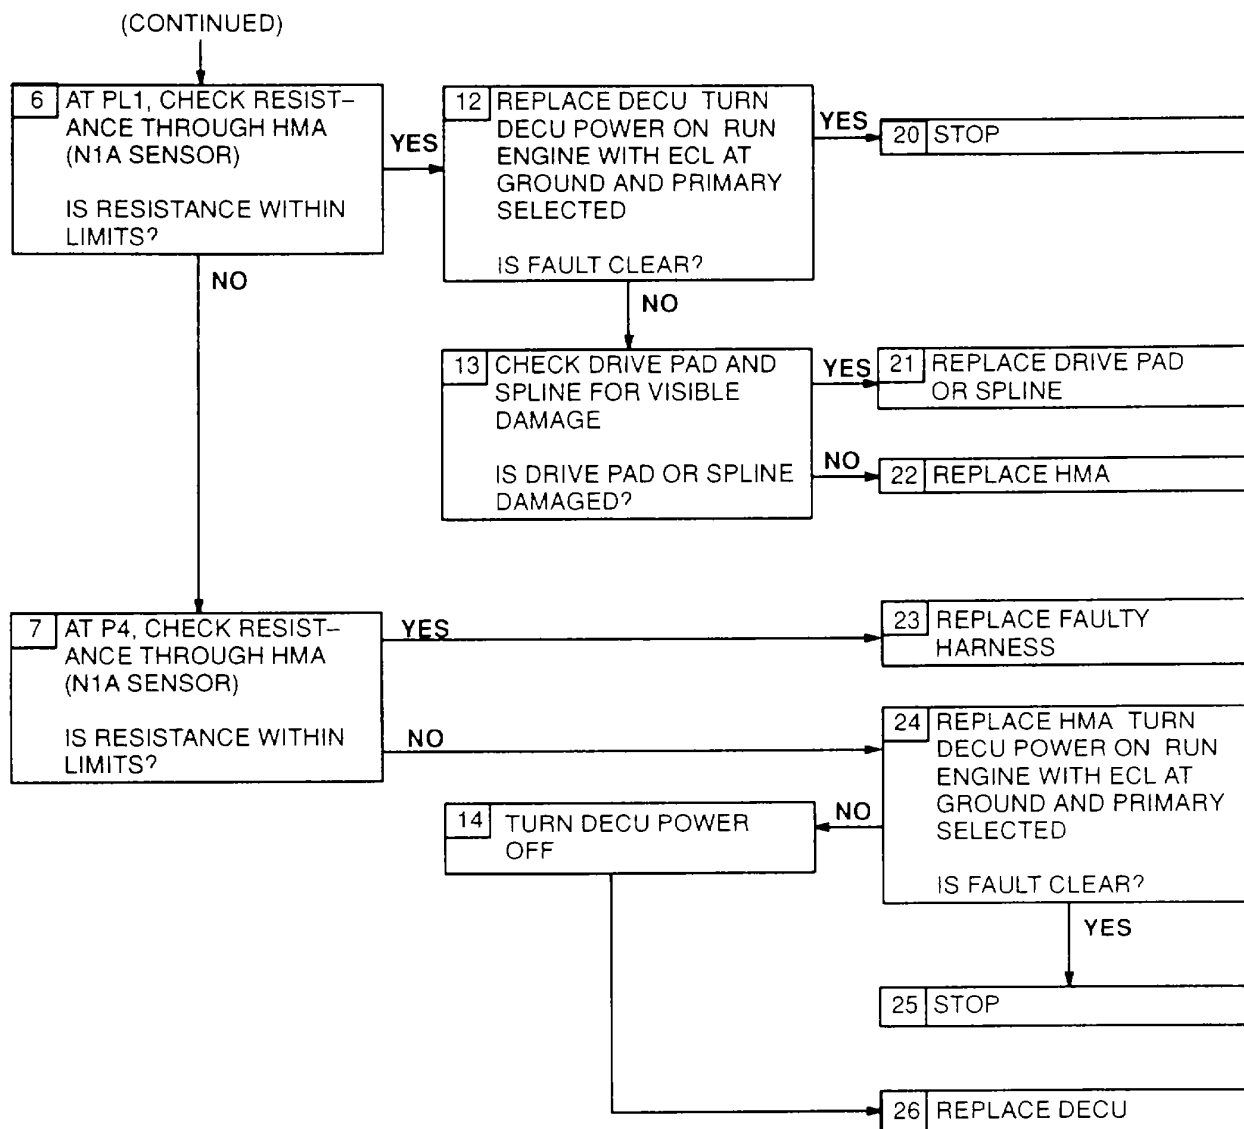 (CONTINUED)
6 AT PL1, CHECK RESIST–
ANCE THROUGH HMA
(N1A SENSOR)
IS RESISTANCE WITHIN
LIMITS?
YES
NO
12 REPLACE DECU TURN
DECU POWER ON RUN
ENGINE WITH ECL AT
GROUND AND PRIMARY
SELECTED
IS FAULT CLEAR?
YES
NO
20 STOP
13 CHECK DRIVE PAD AND
SPLINE FOR VISIBLE
DAMAGE
IS DRIVE PAD OR SPLINE
DAMAGED?
YES
NO
21 REPLACE DRIVE PAD
OR SPLINE
22 REPLACE HMA
7 AT P4, CHECK RESIST–
ANCE THROUGH HMA
(N1A SENSOR)
IS RESISTANCE WITHIN
LIMITS?
YES
NO
23 REPLACE FAULTY
HARNESS
24 REPLACE HMA TURN
DECU POWER ON RUN
ENGINE WITH ECL AT
GROUND AND PRIMARY
SELECTED
IS FAULT CLEAR?
NO
YES
14 TURN DECU POWER
OFF
25 STOP
26 REPLACE DECU